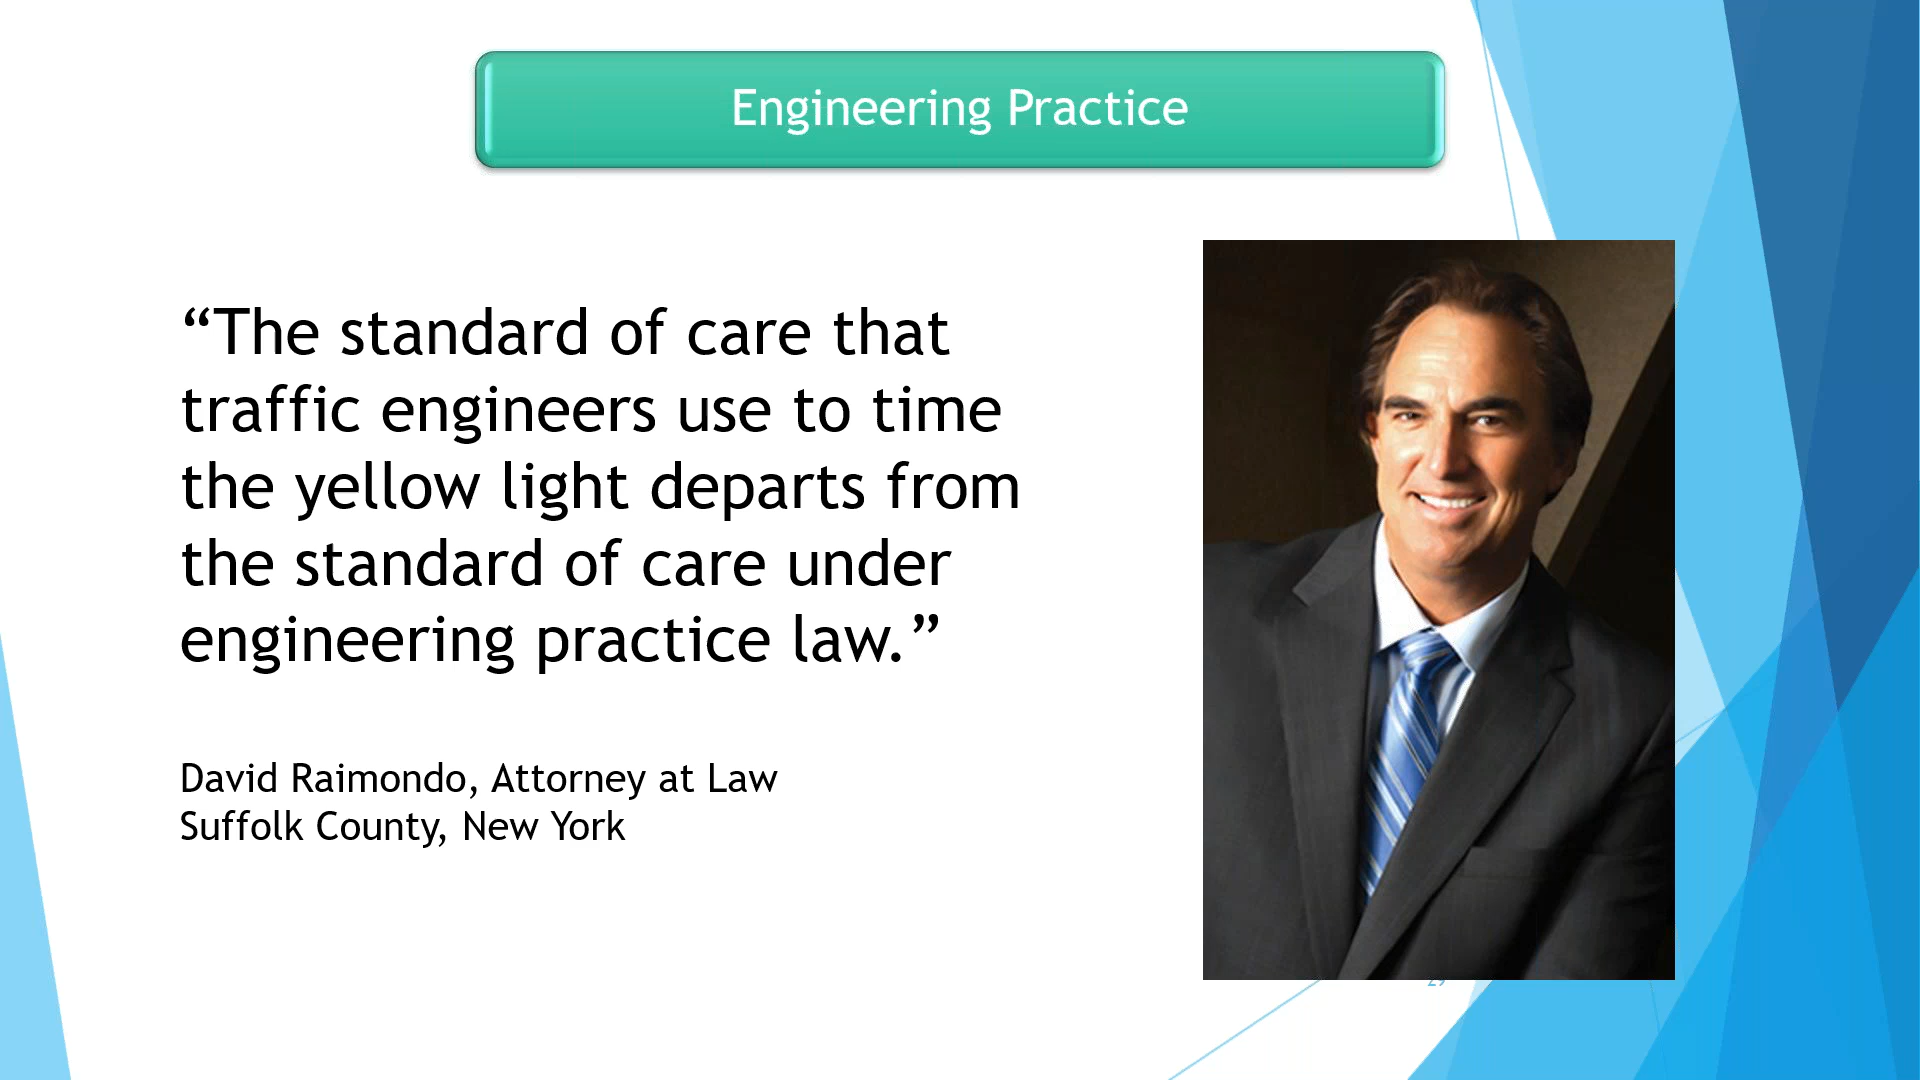 Engineering Practice
“The standard of care that
traffic engineers use to time
the yellow light departs from
the standard of care under
engineering practice law.”
David Raimondo, Attorney at Law
Suffolk County, New York